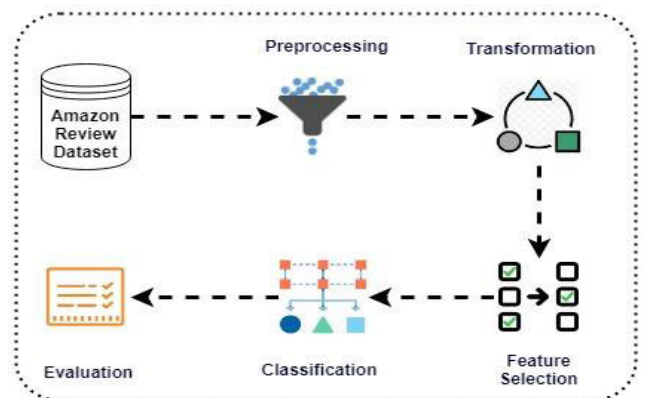 Preprocessing
Transformation
Amazon
Review
Dataset
Evaluation
Classification
Feature
Selection